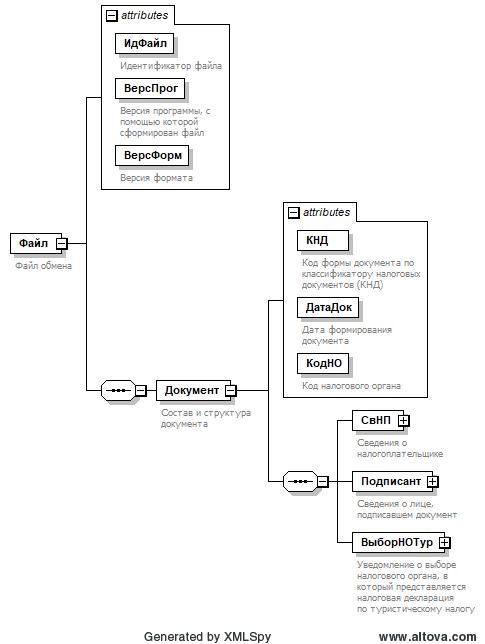 attributes
ИдФайл
Идентификатор файла
ВерсПрог
Версия программы, с
помощью которой
сформирован файл
ВерсФорм
Версия формата
Файл
Файл обмена
Документ
Состав и структура
документа
attributes
КНД
Код формы документа по
классификатору налоговых
документов (КНД)
ДатаДок
Дата формирования
документа
КодНО
Код налогового органа
СвНП
Сведения о
налогоплательщике
Подписант
Сведения о лице,
подписавшем документ
ВыборНОТур
Уведомление о выборе
налогового органа, в
который представляется
налоговая декларация
по туристическому налогу
Generated by XMLSpy
www.altova.com